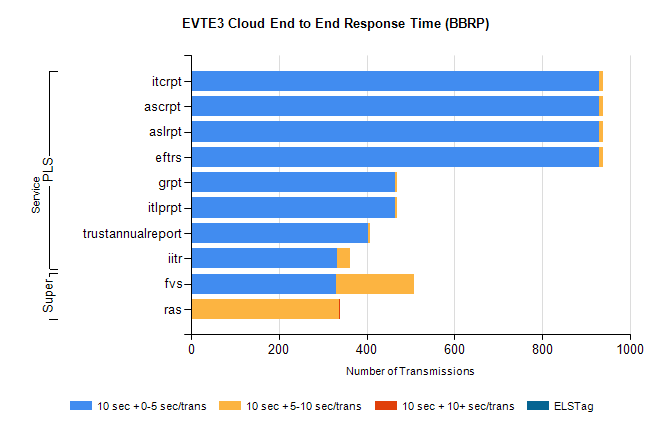 EVTE3 Cloud End to End Response Time (BBRP)
itcrpt
ascrpt
aslrpt
eftrs
grpt
itlprpt
trustannualreport
iitr
fvs
ras
Service
PLS
Super
0 200 400 600 800 1000
Number of Transmissions
10 sec +0-5 sec/trans 10 sec +5-10 sec/trans 10 sec + 10+ sec/trans ELSTag